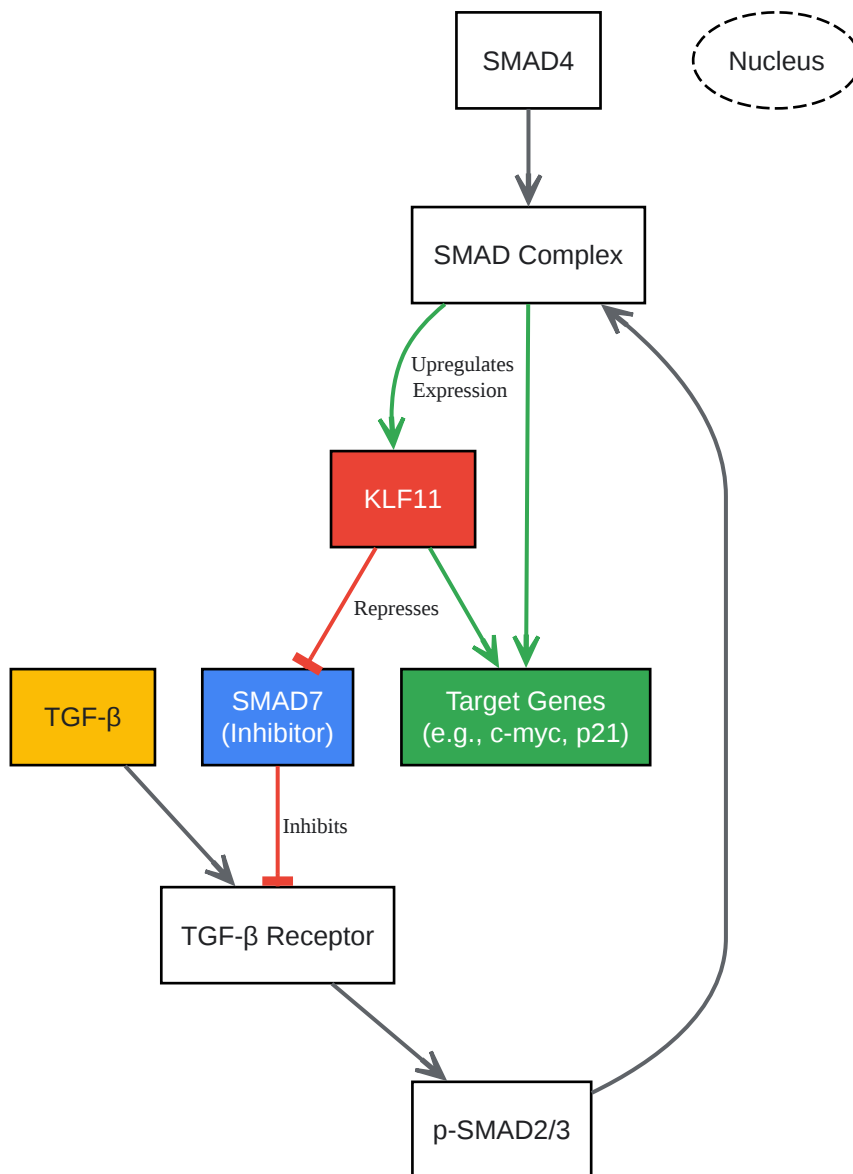 SMAD4
Nucleus
SMAD Complex
Upregulates
Expression
KLF11
Represses
TGF-β
SMAD7
(Inhibitor)
Target Genes
(e.g., c-myc, p21)
Inhibits
TGF-β Receptor
p-SMAD2/3